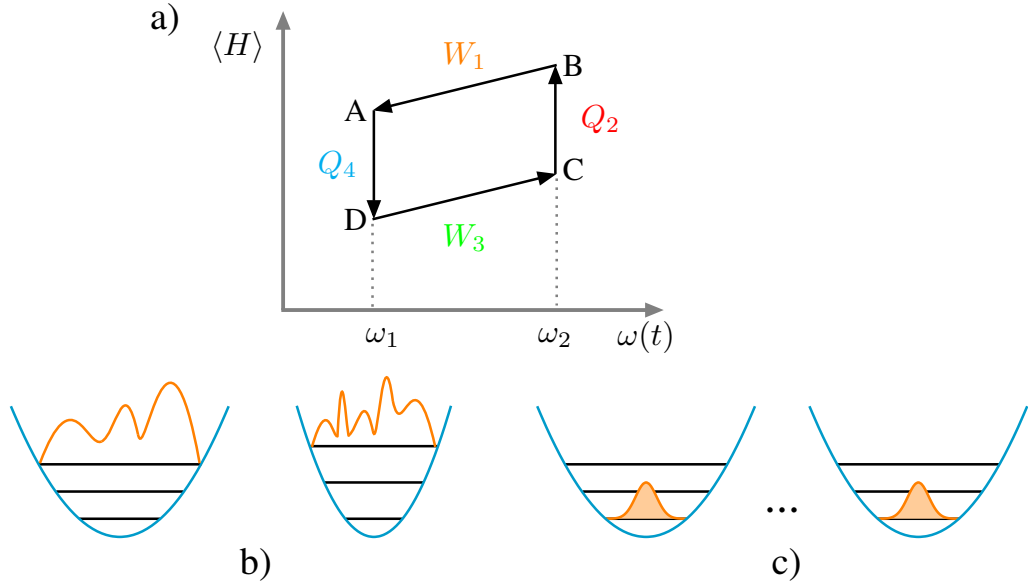 a)
⟨H⟩
W₁
B
A
Q₂
Q₄
C
D
W₃
ω₁
ω₂
ω(t)
...
b)
c)